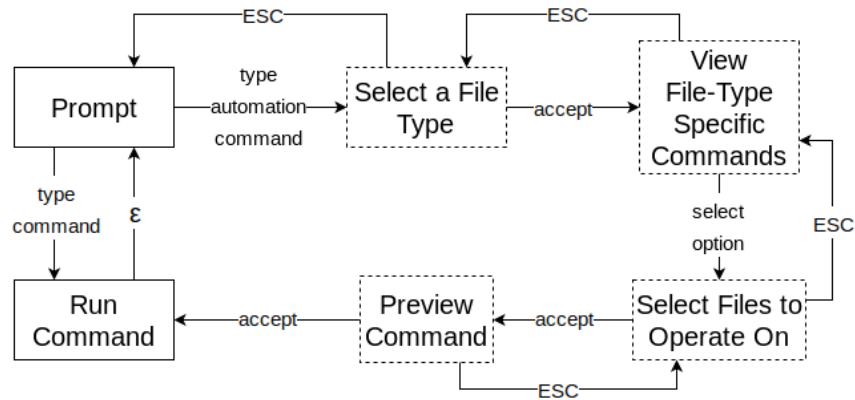 ESC
ESC
Prompt
type
automation
command
Select a File
Type
accept
View
File-Type
Specific
Commands
type
command
ε
select
option
ESC
Run
Command
accept
Preview
Command
accept
Select Files to
Operate On
ESC